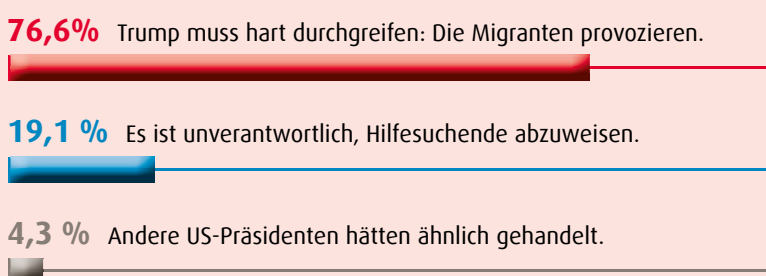 76,6% Trump muss hart durchgreifen: Die Migranten provozieren.
19,1 % Es ist unverantwortlich, Hilfesuchende abzuweisen.
4,3 % Andere US-Präsidenten hätten ähnlich gehandelt.